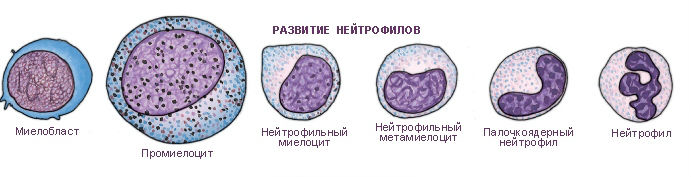 РАЗВИТИЕ НЕЙТРОФИЛОВ
Миелобласт
Промиелоцит
Нейтрофильный
миелоцит
Нейтрофильный
метамиелоцит
Палочкоядерный
нейтрофил
Нейтрофил